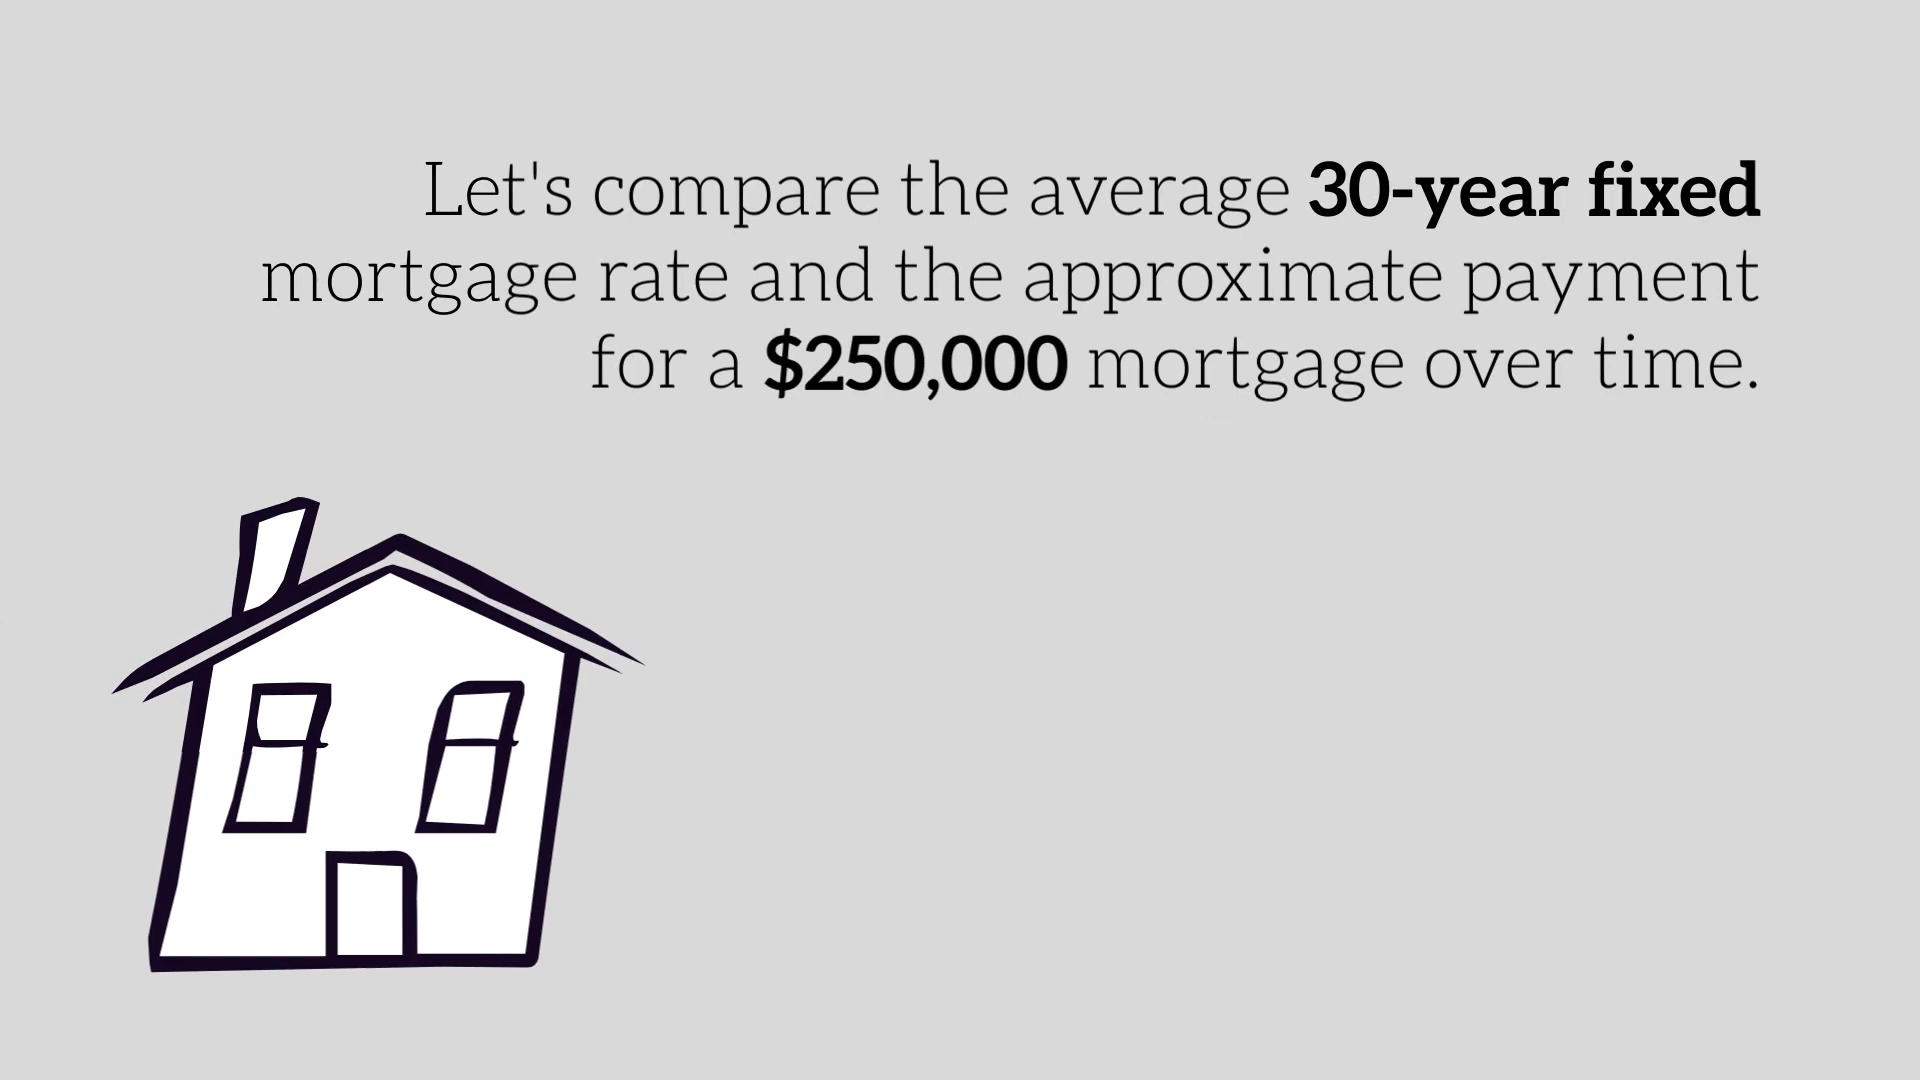 Let's compare the average 30-year fixed
mortgage rate and the approximate payment
for a $250,000 mortgage over time.